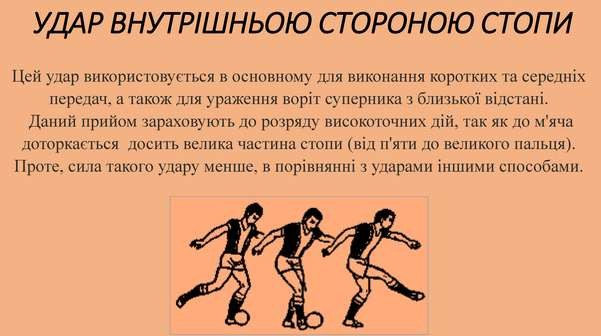 УДАР ВНУТРІШНЬОЮ СТОРОНОЮ СТОПИ
Цей удар використовується в основному для виконання коротких та середніх
передач, а також для ураження воріт суперника з близької відстані.
Даний прийом зараховують до розряду високоточних дій, так як до м'яча
доторкається досить велика частина стопи (від п'яти до великого пальця).
Проте, сила такого удару менше, в порівнянні з ударами іншими способами.